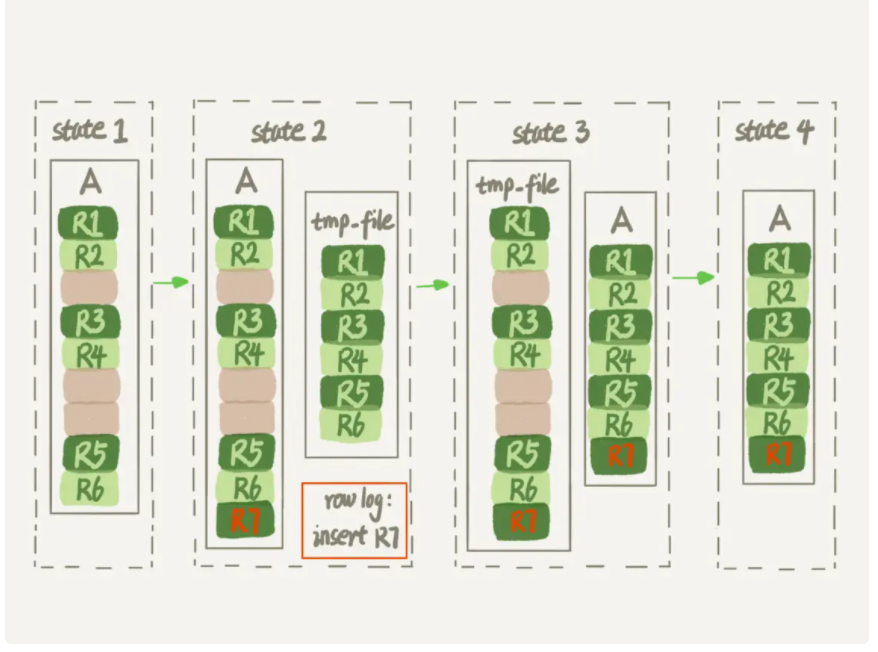 state 1
A
R1
R2
R3
R4
R5
R6
state 2
A
R1
R2
R3
R4
R5
R6
R7
tmp-file
R1
R2
R3
R4
R5
R6
row log:
insert R7
state 3
tmp-file
R1
R2
R3
R4
R5
R6
R7
A
R1
R2
R3
R4
R5
R6
R7
state 4
A
R1
R2
R3
R4
R5
R6
R7